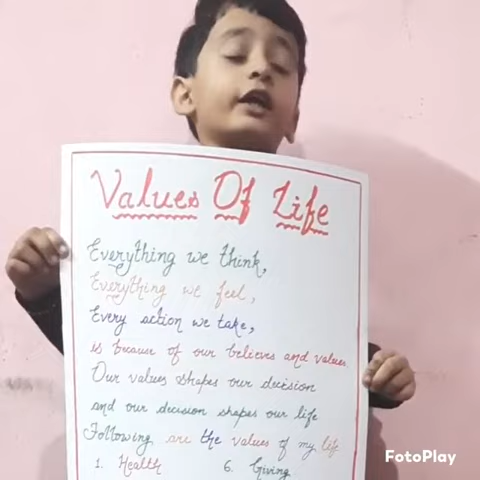 Values Of Life
Everything we think,
Everything we feel,
Every action we take,
is because of our believes and values.
Our values shapes our decision
and our decision shapes our life
Following are the values of my life
1. Health 6. Giving
FotoPlay